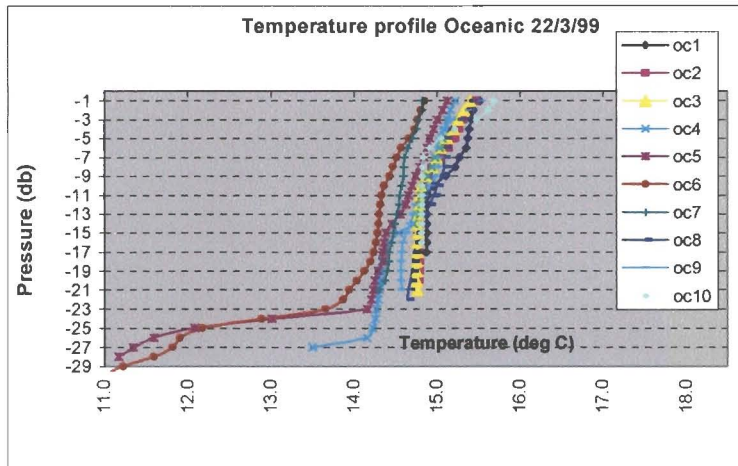 Temperature profile Oceanic 22/3/99
oc1
oc2
oc3
oc4
oc5
oc6
oc7
oc8
oc9
oc10
Pressure (db)
-1
-3
-5
-7
-9
-11
-13
-15
-17
-19
-21
-23
-25
-27
-29
Temperature (deg C)
11.0
12.0
13.0
14.0
15.0
16.0
17.0
18.0